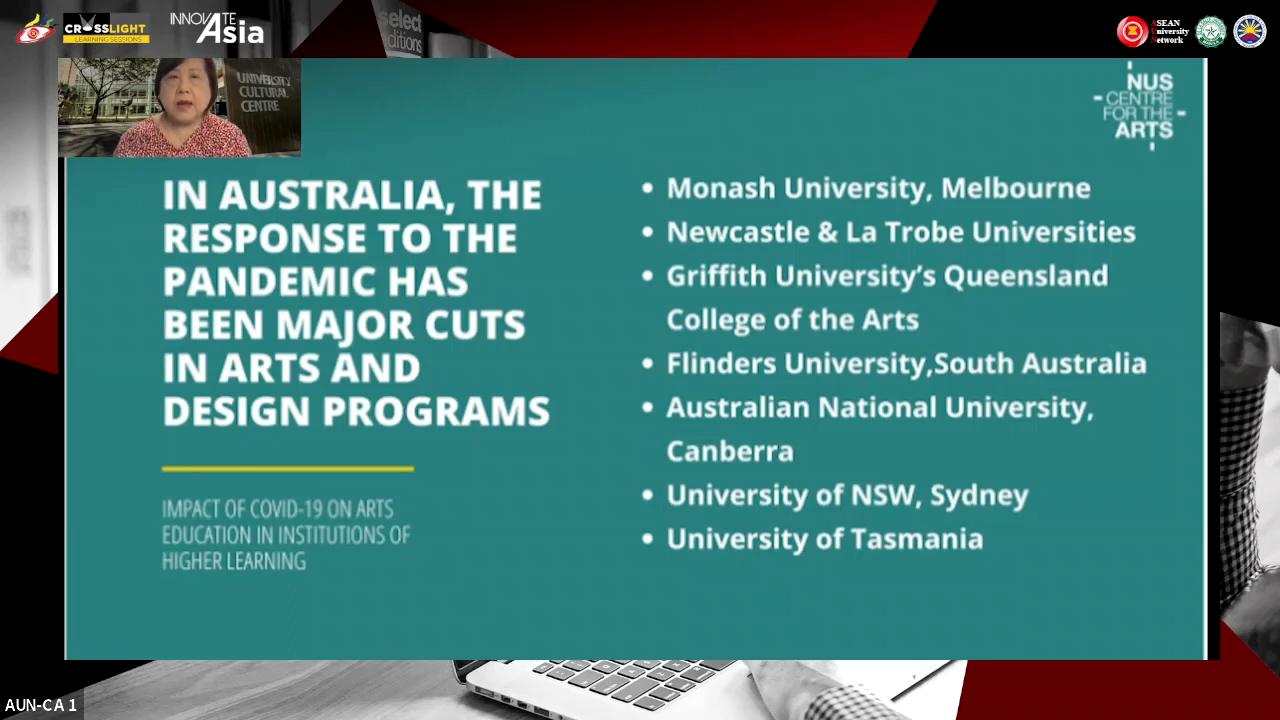 CROSSLIGHT
LEARNING SESSIONS
INNOVATE
Asia
select
ditions
ASEAN
University
Network
UNIVERSITY
CULTURAL
CENTRE
NUS
CENTRE
FOR THE
ARTS
IN AUSTRALIA, THE
RESPONSE TO THE
PANDEMIC HAS
BEEN MAJOR CUTS
IN ARTS AND
DESIGN PROGRAMS
IMPACT OF COVID-19 ON ARTS
EDUCATION IN INSTITUTIONS OF
HIGHER LEARNING
• Monash University, Melbourne
• Newcastle & La Trobe Universities
• Griffith University’s Queensland
College of the Arts
• Flinders University,South Australia
• Australian National University,
Canberra
• University of NSW, Sydney
• University of Tasmania
AUN-CA 1